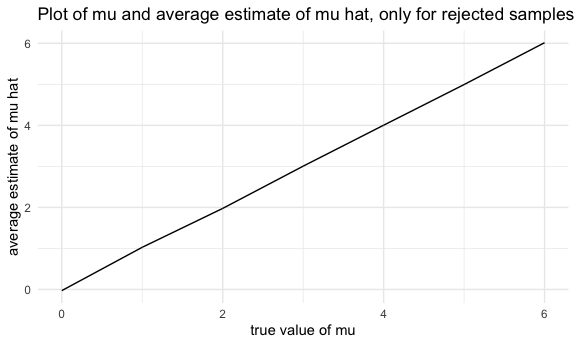 Plot of mu and average estimate of mu hat, only for rejected samples
average estimate of mu hat
6
4
2
0
0 2 4 6
true value of mu